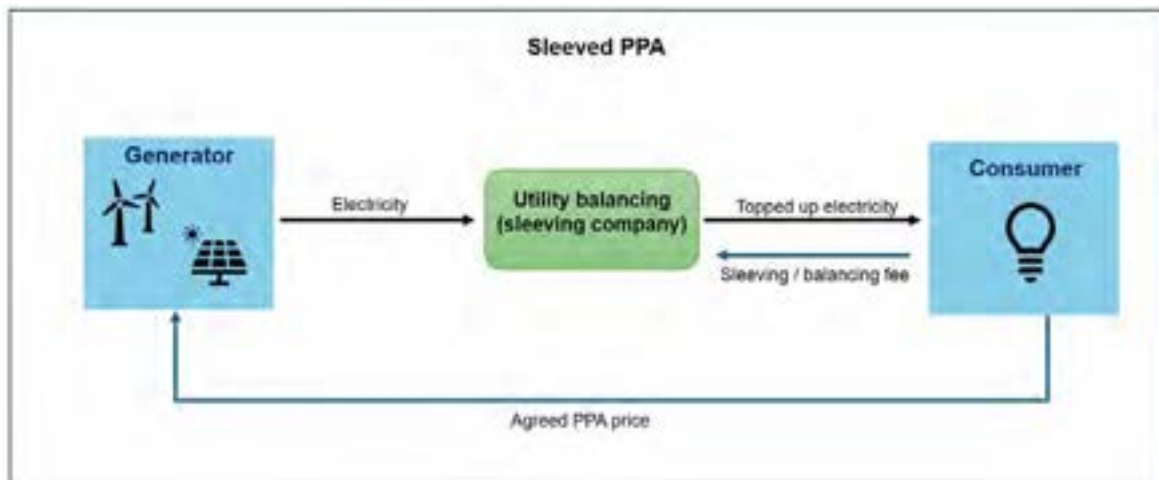 Sleeved PPA
Generator
Electricity
Utility balancing
(sleeving company)
Topped up electricity
Sleeving / balancing fee
Consumer
Agreed PPA price